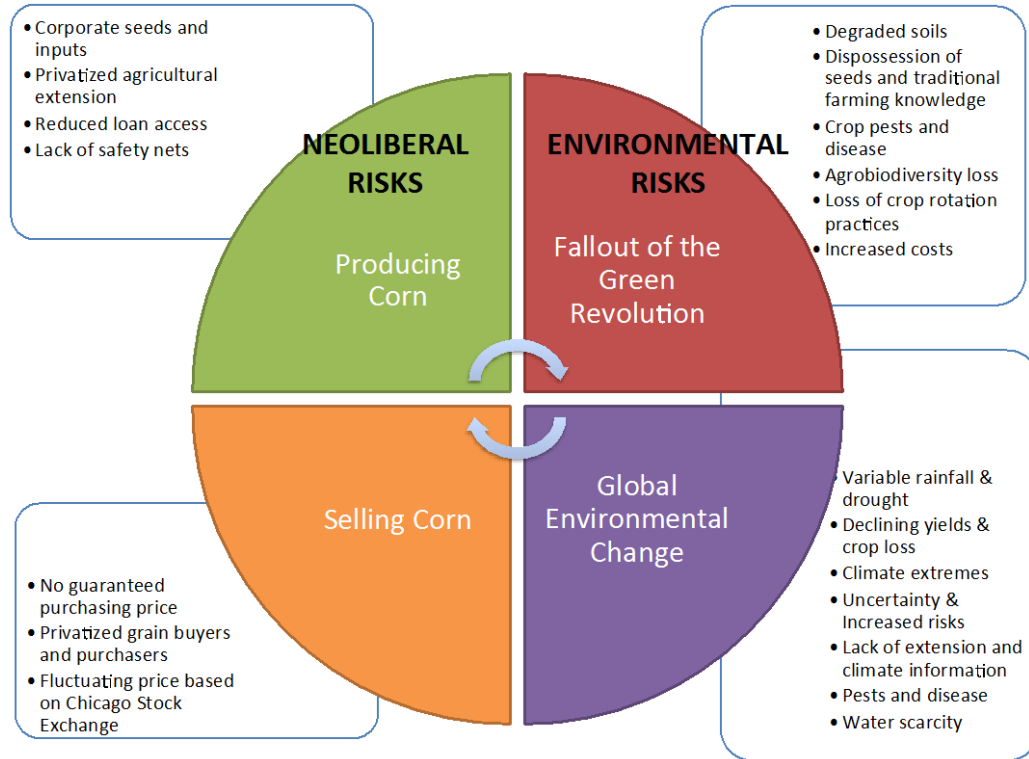 • Corporate seeds and
inputs
• Privatized agricultural
extension
• Reduced loan access
• Lack of safety nets
NEOLIBERAL
RISKS
Producing
Corn
ENVIRONMENTAL
RISKS
Fallout of the
Green
Revolution
• Degraded soils
• Dispossession of
seeds and traditional
farming knowledge
• Crop pests and
disease
• Agrobiodiversity loss
• Loss of crop rotation
practices
• Increased costs
Selling Corn
• No guaranteed
purchasing price
• Privatized grain buyers
and purchasers
• Fluctuating price based
on Chicago Stock
Exchange
Global
Environmental
Change
• Variable rainfall &
drought
• Declining yields &
crop loss
• Climate extremes
• Uncertainty &
Increased risks
• Lack of extension and
climate information
• Pests and disease
• Water scarcity